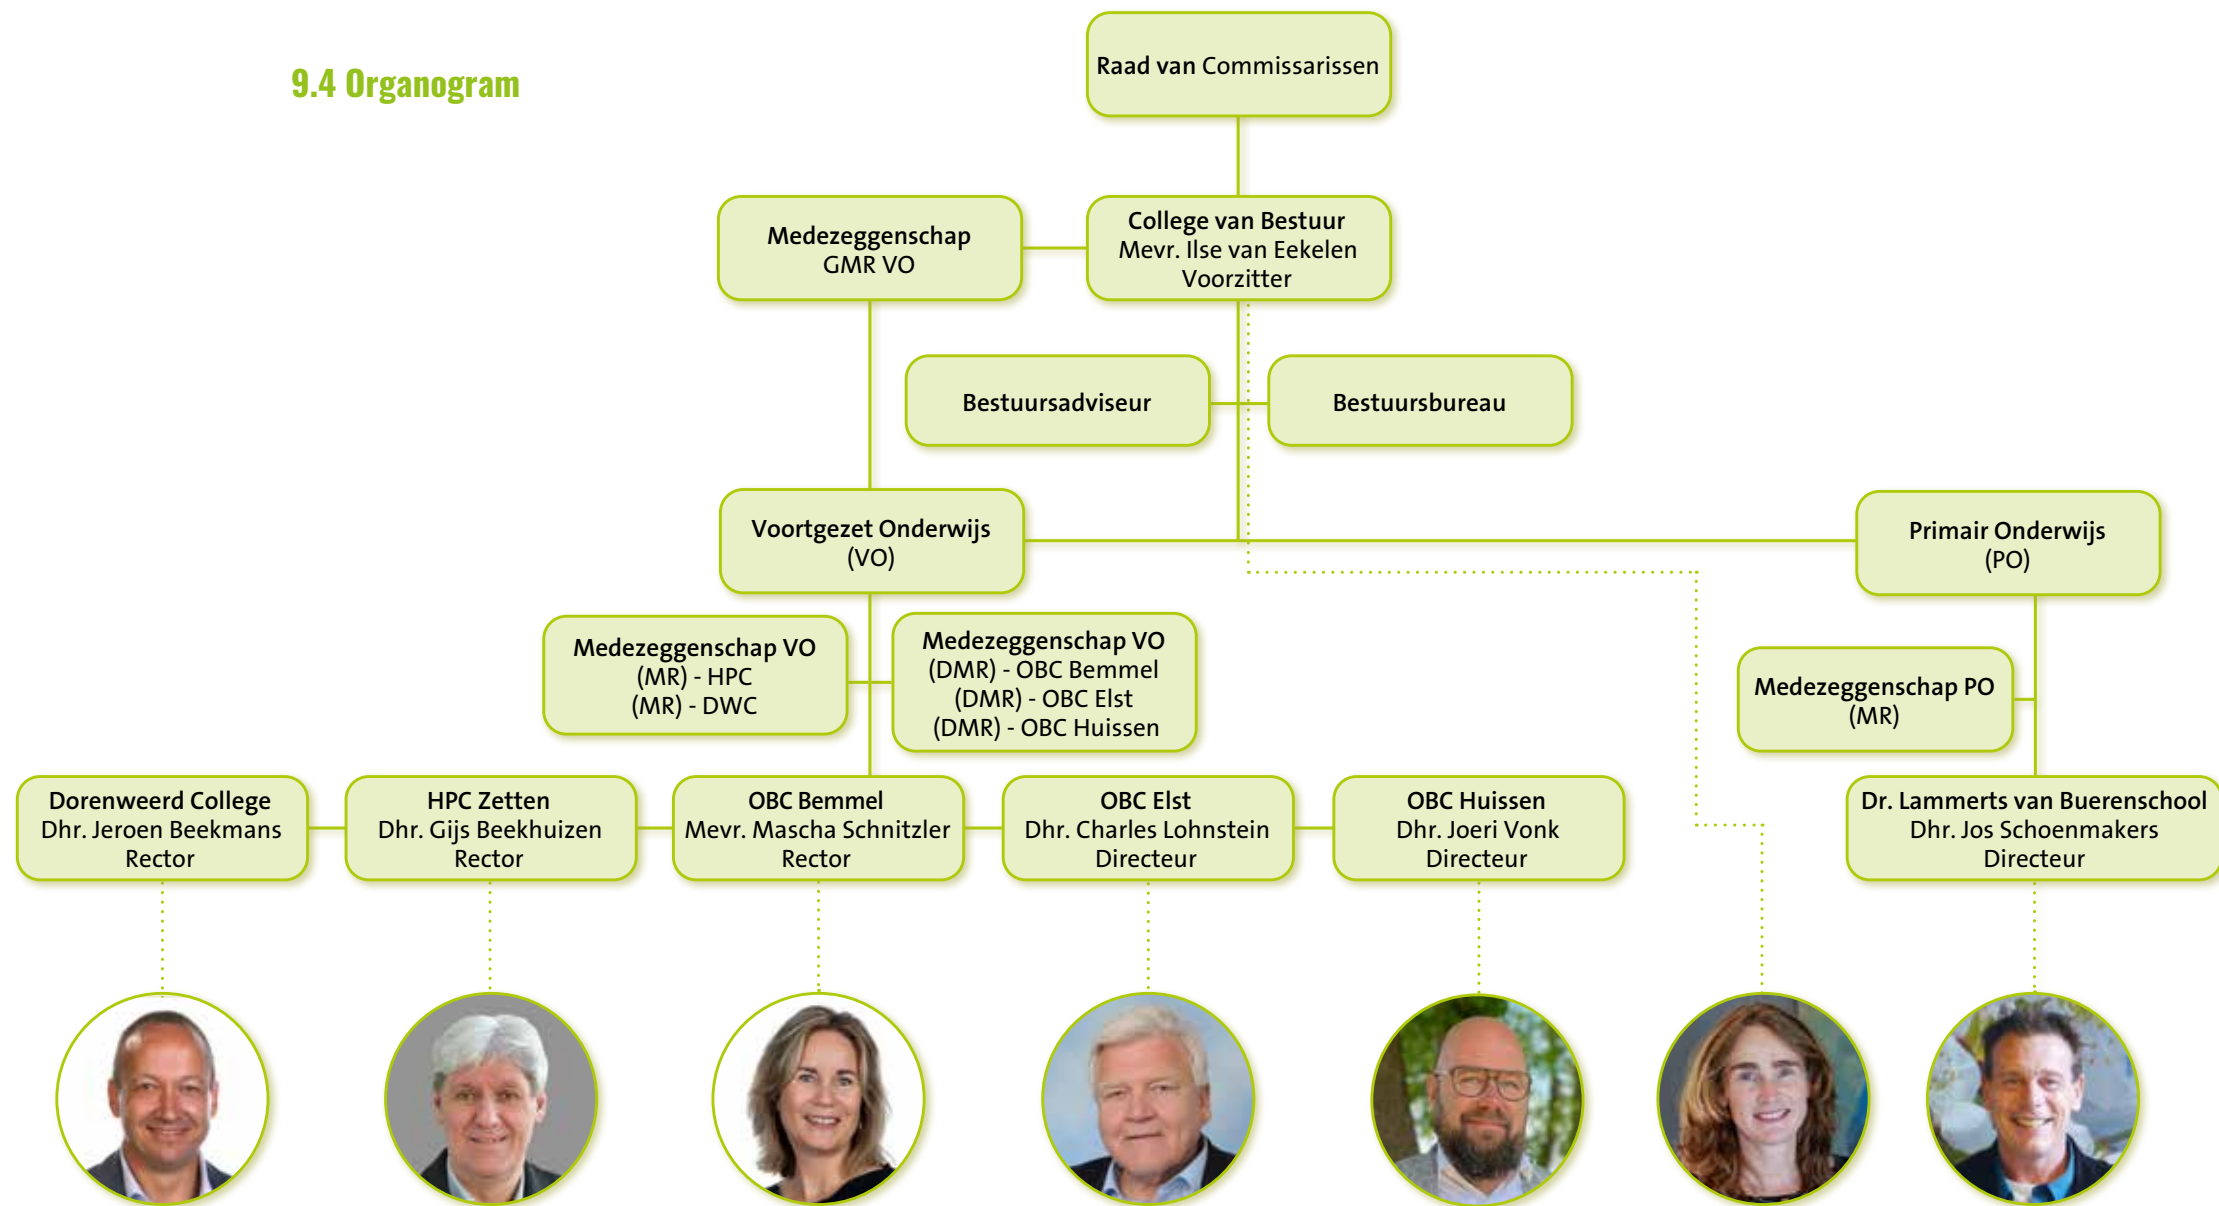 9.4 Organogram
Raad van Commissarissen
Medezeggenschap
GMR VO
College van Bestuur
Mevr. Ilse van Eekelen
Voorzitter
Bestuursadviseur
Bestuursbureau
Voortgezet Onderwijs
(VO)
Primair Onderwijs
(PO)
Medezeggenschap VO
(MR) - HPC
(MR) - DWC
Medezeggenschap VO
(DMR) - OBC Bemmel
(DMR) - OBC Elst
(DMR) - OBC Huissen
Medezeggenschap PO
(MR)
Dorenweerd College
Dhr. Jeroen Beekmans
Rector
HPC Zetten
Dhr. Gijs Beekhuizen
Rector
OBC Bemmel
Mevr. Mascha Schnitzler
Rector
OBC Elst
Dhr. Charles Lohnstein
Directeur
OBC Huissen
Dhr. Joeri Vonk
Directeur
Dr. Lammerts van Buerenschool
Dhr. Jos Schoenmakers
Directeur